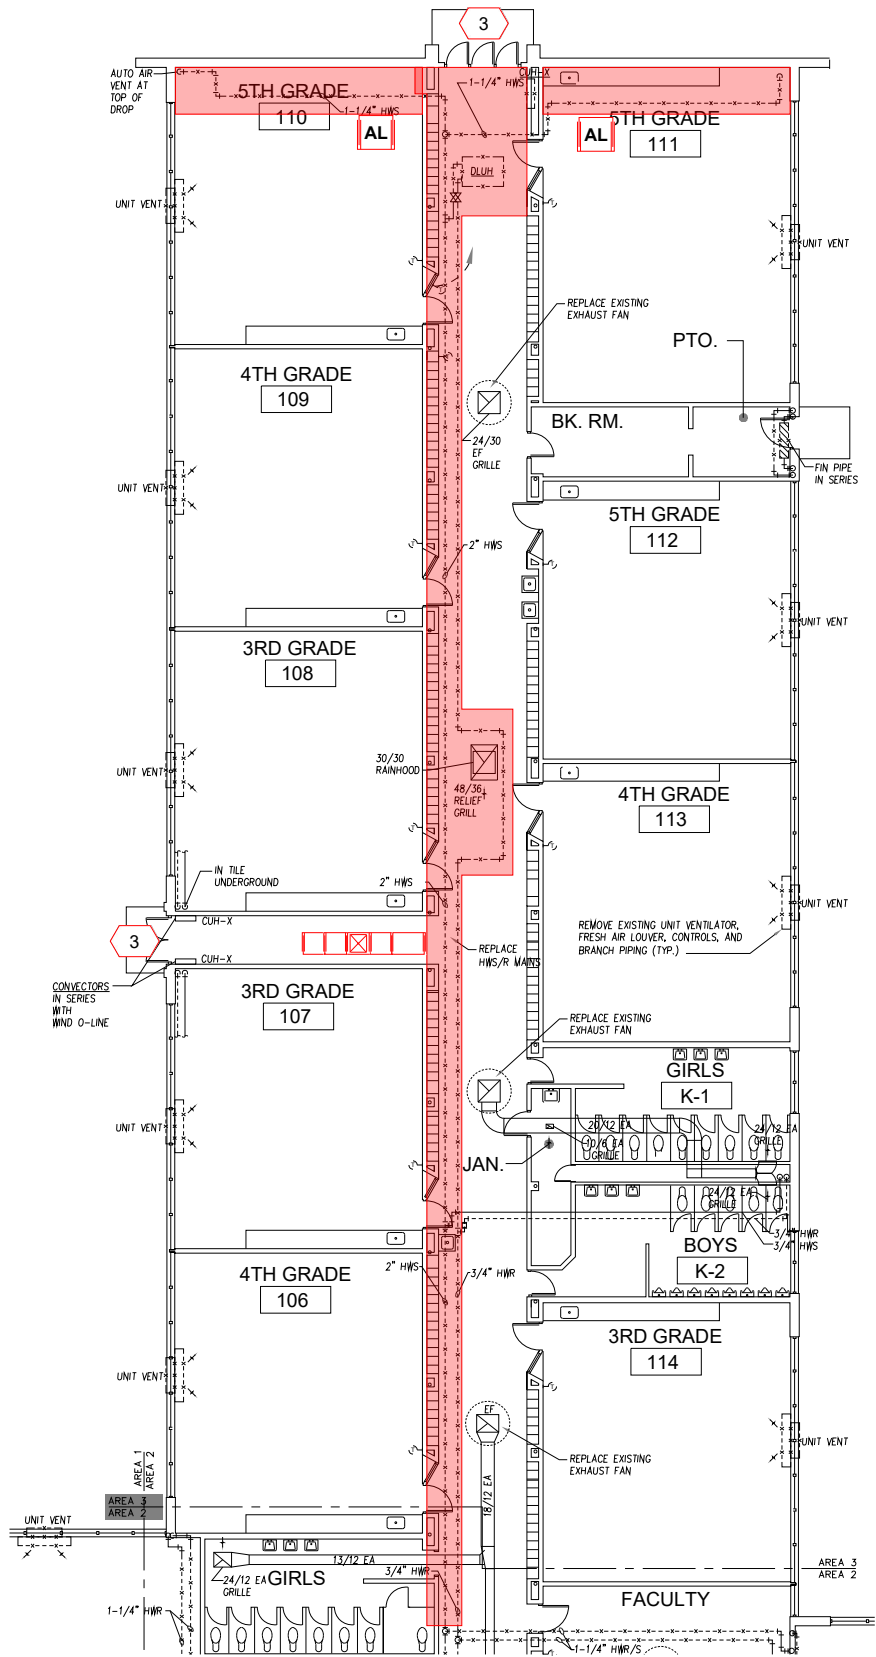 3
AUTO AIR
VENT AT
TOP OF
DROP
5TH GRADE
110
1-1/4" HWS
AL
CUH-X
1-1/4" HWS
DLUH
AL
5TH GRADE
111
UNIT VENT
UNIT VENT
REPLACE EXISTING
EXHAUST FAN
4TH GRADE
109
PTO.
BK. RM.
24/30
EF
GRILLE
FIN PIPE
IN SERIES
UNIT VENT
5TH GRADE
112
2" HWS
UNIT VENT
3RD GRADE
108
30/30
RAINHOOD
48/36
RELIEF
GRILL
UNIT VENT
4TH GRADE
113
IN TILE
UNDERGROUND
2" HWS
CUH-X
3
CUH-X
REPLACE
HWS/R MAINS
REMOVE EXISTING UNIT VENTILATOR,
FRESH AIR LOUVER, CONTROLS, AND
BRANCH PIPING (TYP.)
UNIT VENT
CONVECTORS
IN SERIES
WITH
WIND O-LINE
3RD GRADE
107
REPLACE EXISTING
EXHAUST FAN
GIRLS
K-1
UNIT VENT
20/12 EA
10/6 EA
GRILLE
24/12 EA
GRILLE
JAN.
24/12 EA
GRILLE
3/4" HWR
3/4" HWS
BOYS
K-2
4TH GRADE
106
2" HWS
3/4" HWR
3RD GRADE
114
UNIT VENT
EF
REPLACE EXISTING
EXHAUST FAN
UNIT VENT
AREA 1
AREA 2
AREA 3
AREA 2
18/12 EA
UNIT VENT
13/12 EA
24/12 EA
GRILLE
GIRLS
3/4" HWR
AREA 3
AREA 2
FACULTY
1-1/4" HWR
1-1/4" HWR/S